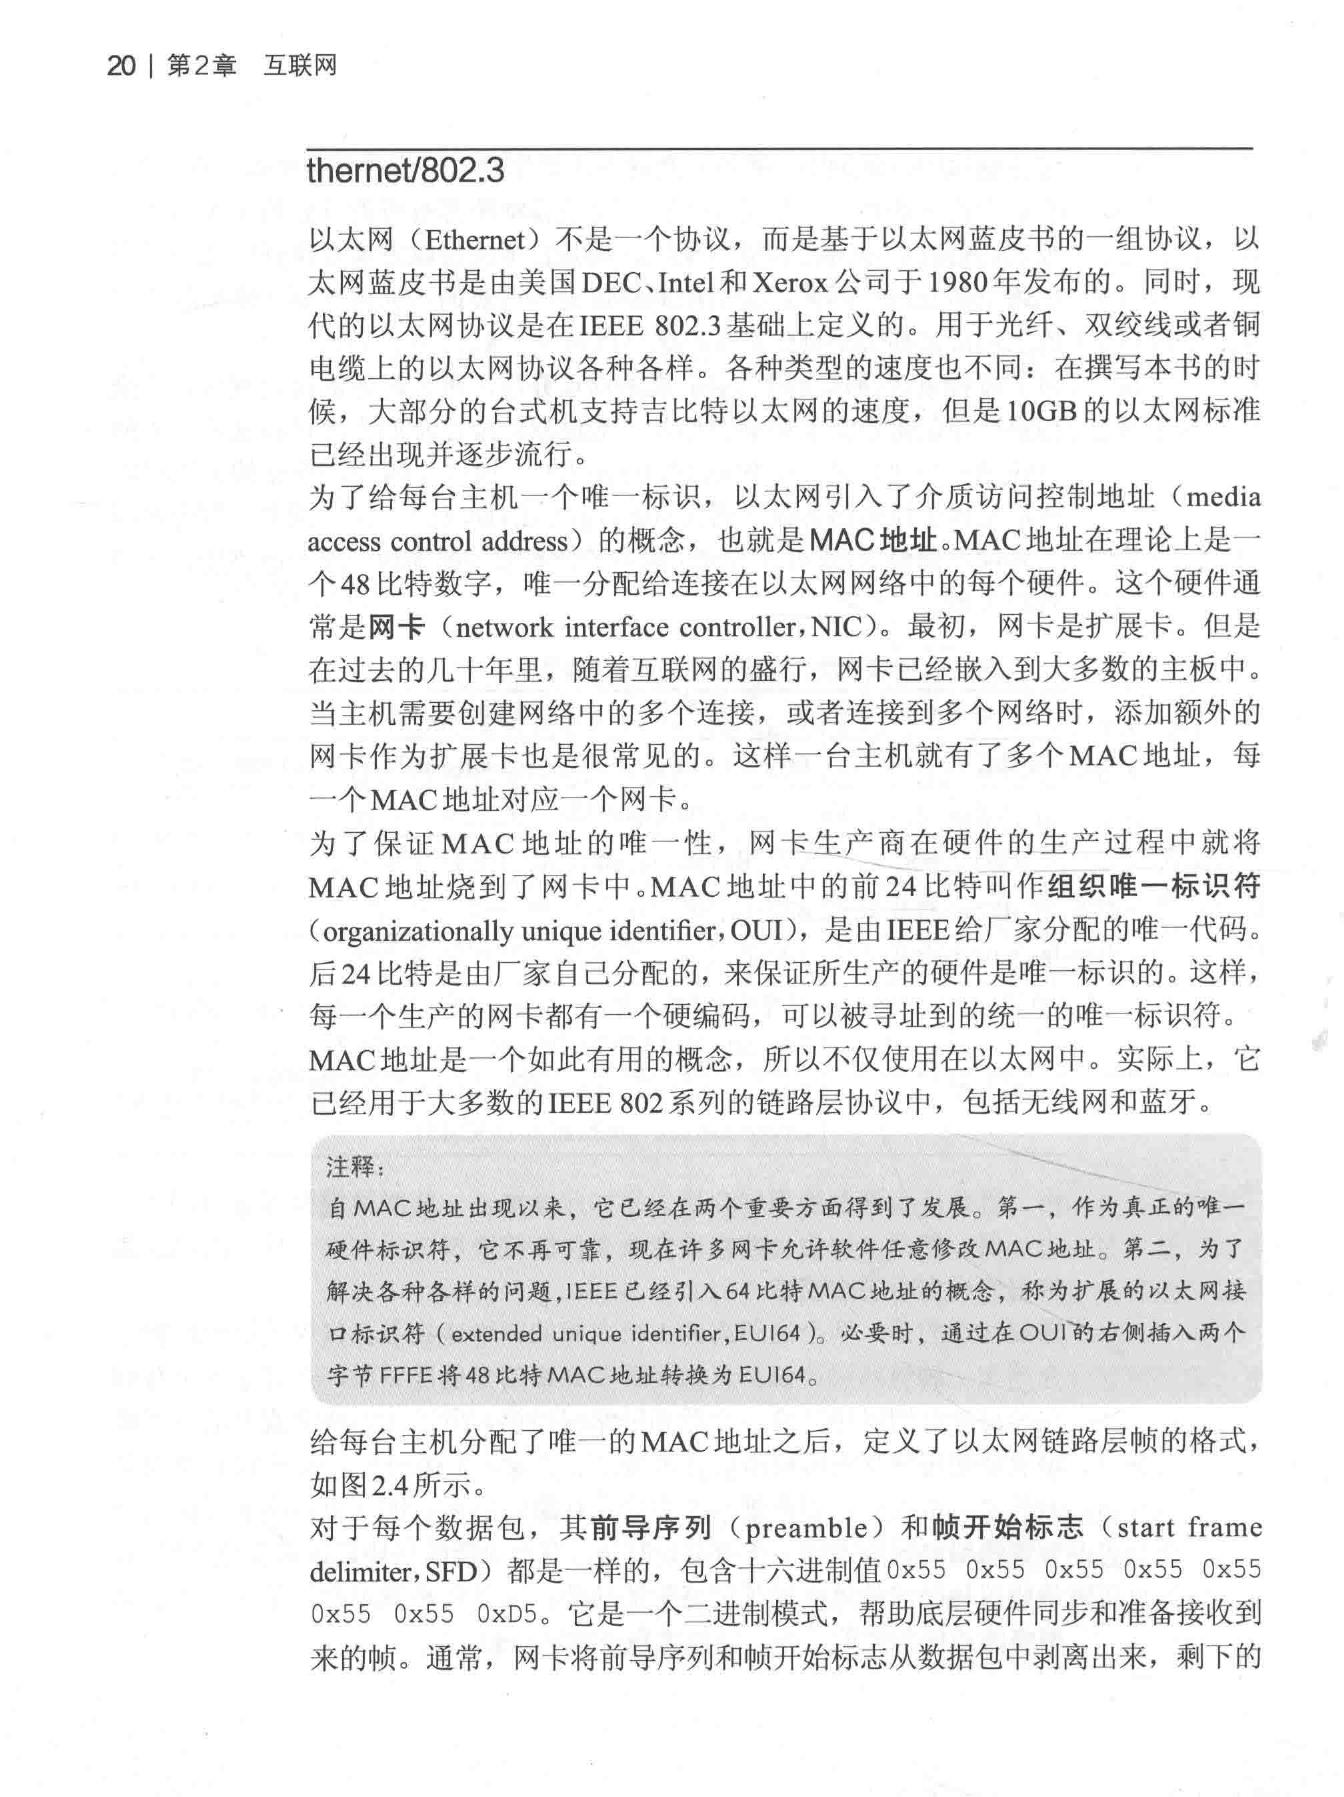 20 | 第2章 互联网
thernet/802.3
以太网（Ethernet）不是一个协议，而是基于以太网蓝皮书的一组协议，以
太网蓝皮书是由美国DEC、Intel和Xerox公司于1980年发布的。同时，现
代的以太网协议是在IEEE 802.3基础上定义的。用于光纤、双绞线或者铜
电缆上的以太网协议各种各样。各种类型的速度也不同：在撰写本书的时
候，大部分的台式机支持吉比特以太网的速度，但是10GB的以太网标准
已经出现并逐步流行。
为了给每台主机一个唯一标识，以太网引入了介质访问控制地址（media
access control address）的概念，也就是MAC地址。MAC地址在理论上是一
个48比特数字，唯一分配给连接在以太网网络中的每个硬件。这个硬件通
常是网卡（network interface controller，NIC）。最初，网卡是扩展卡。但是
在过去的几十年里，随着互联网的盛行，网卡已经嵌入到大多数的主板中。
当主机需要创建网络中的多个连接，或者连接到多个网络时，添加额外的
网卡作为扩展卡也是很常见的。这样一台主机就有了多个MAC地址，每
一个MAC地址对应一个网卡。
为了保证MAC地址的唯一性，网卡生产商在硬件的生产过程中就将
MAC地址烧到了网卡中。MAC地址中的前24比特叫作组织唯一标识符
（organizationally unique identifier，OUI），是由IEEE给厂家分配的唯一代码。
后24比特是由厂家自己分配的，来保证所生产的硬件是唯一标识的。这样，
每一个生产的网卡都有一个硬编码，可以被寻址到的统一的唯一标识符。
MAC地址是一个如此有用的概念，所以不仅使用在以太网中。实际上，它
已经用于大多数的IEEE 802系列的链路层协议中，包括无线网和蓝牙。
注释：
自MAC地址出现以来，它已经在两个重要方面得到了发展。第一，作为真正的唯一
硬件标识符，它不再可靠，现在许多网卡允许软件任意修改MAC地址。第二，为了
解决各种各样的问题，IEEE已经引入64比特MAC地址的概念，称为扩展的以太网接
口标识符（extended unique identifier，EUI64）。必要时，通过在OUI的右侧插入两个
字节FFFE将48比特MAC地址转换为EUI64。
给每台主机分配了唯一的MAC地址之后，定义了以太网链路层帧的格式，
如图2.4所示。
对于每个数据包，其前导序列（preamble）和帧开始标志（start frame
delimiter，SFD）都是一样的，包含十六进制值0x55 0x55 0x55 0x55 0x55
0x55 0x55 0xD5。它是一个二进制模式，帮助底层硬件同步和准备接收到
来的帧。通常，网卡将前导序列和帧开始标志从数据包中剥离出来，剩下的